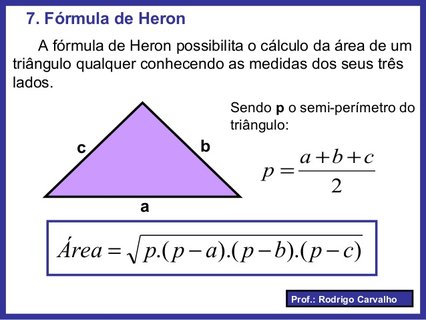 7. Fórmula de Heron
A fórmula de Heron possibilita o cálculo da área de um
triângulo qualquer conhecendo as medidas dos seus três
lados.
Sendo p o semi-perímetro do
triângulo:
c
b
a
p = \frac{a+b+c}{2}
Área = \sqrt{p.(p-a).(p-b).(p-c)}
Prof.: Rodrigo Carvalho